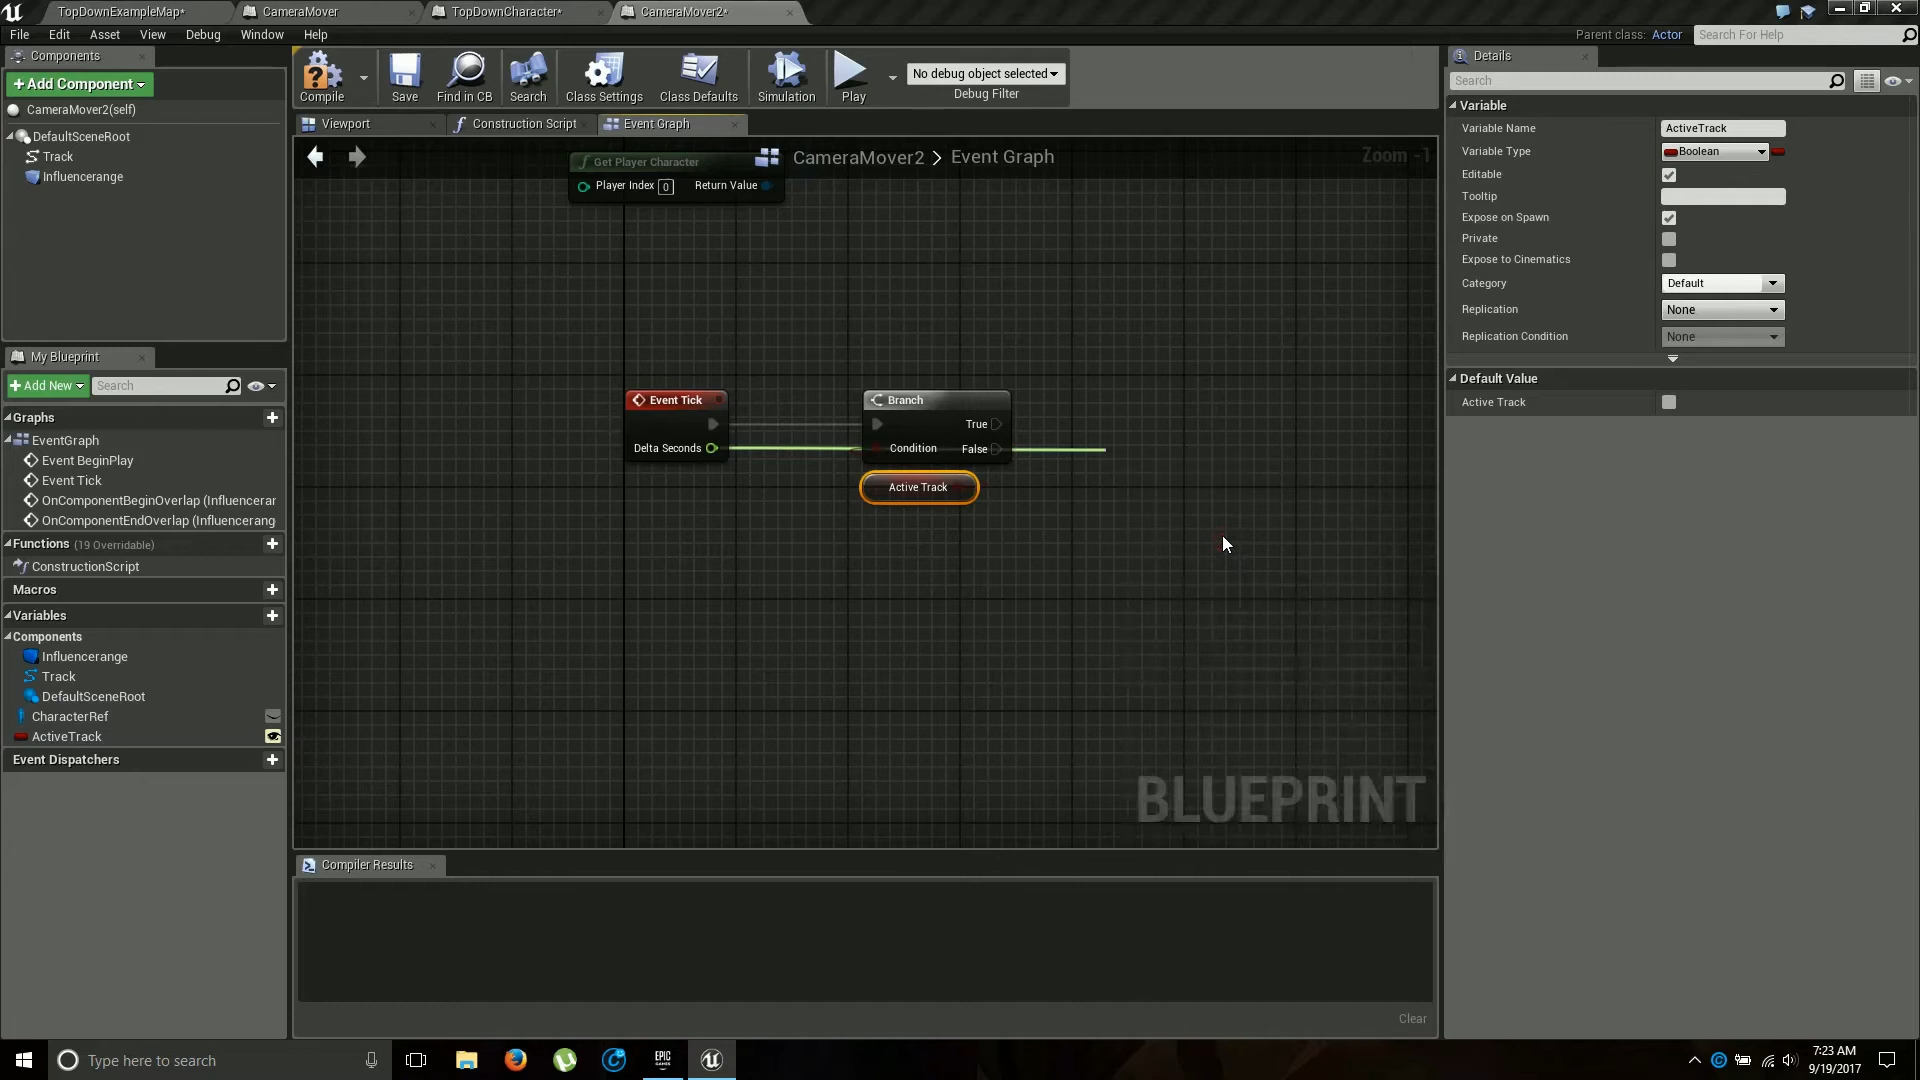 TopDownExampleMap*
CameraMover
TopDownCharacter*
CameraMover2*
File Edit Asset View Debug Window Help
Parent class: Actor
Search For Help
Components
+Add Component
CameraMover2(self)
DefaultSceneRoot
Track
Influencerange
Compile
Save
Find in CB
Search
Class Settings
Class Defaults
Simulation
Play
No debug object selected
Debug Filter
Viewport
Construction Script
Event Graph
CameraMover2 > Event Graph
Zoom -1
Get Player Character
Player Index 0 Return Value
Event Tick
Delta Seconds
Branch
True
Condition False
Active Track
BLUEPRINT
My Blueprint
+Add New
Search
Graphs
EventGraph
Event BeginPlay
Event Tick
OnComponentBeginOverlap (Influencerar
OnComponentEndOverlap (Influencerang
Functions (19 Overridable)
ConstructionScript
Macros
Variables
Components
Influencerange
Track
DefaultSceneRoot
CharacterRef
ActiveTrack
Event Dispatchers
Compiler Results
Clear
Details
Search
Variable
Variable Name ActiveTrack
Variable Type Boolean
Editable
Tooltip
Expose on Spawn
Private
Expose to Cinematics
Category Default
Replication None
Replication Condition None
Default Value
Active Track
Type here to search
EPIC
GAMES
7:23 AM
9/19/2017